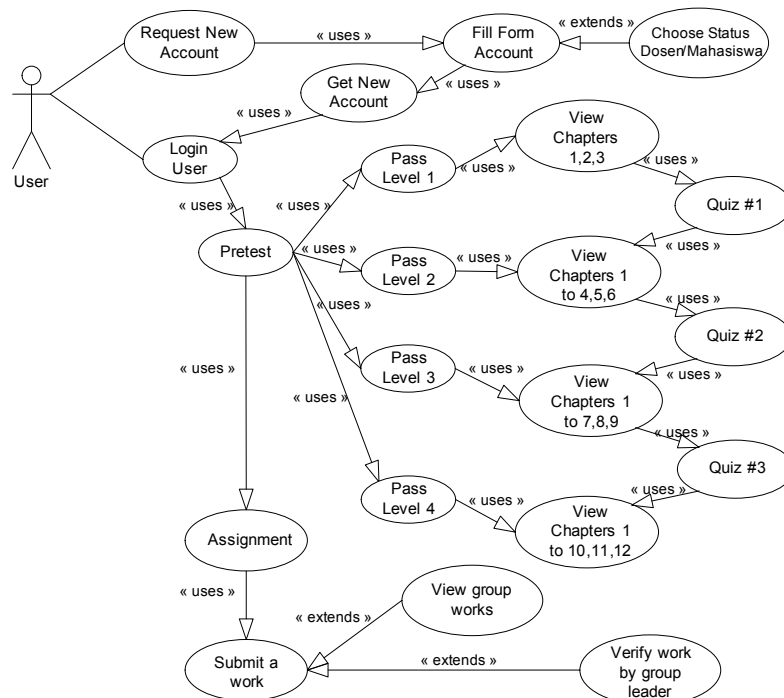 Request New
Account
« uses »
Fill Form
Account
« extends »
Choose Status
Dosen/Mahasiswa
User
Get New
Account
« uses »
« uses »
Login
User
« uses »
Pretest
« uses »
Pass
Level 1
« uses »
View
Chapters
1,2,3
« uses »
Quiz #1
« uses »
« uses »
Pass
Level 2
« uses »
View
Chapters 1
to 4,5,6
« uses »
Quiz #2
« uses »
« uses »
Pass
Level 3
« uses »
View
Chapters 1
to 7,8,9
« uses »
Quiz #3
« uses »
« uses »
Pass
Level 4
« uses »
View
Chapters 1
to 10,11,12
« uses »
Assignment
« uses »
Submit a
work
« extends »
View group
works
« extends »
Verify work
by group
leader